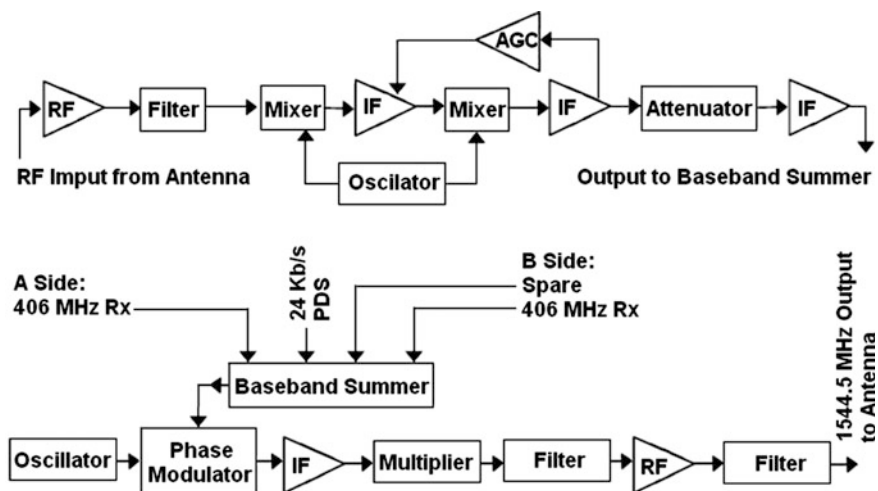 AGC
RF
Filter
Mixer
IF
Mixer
IF
Attenuator
IF
RF Imput from Antenna
Oscilator
Output to Baseband Summer
A Side:
406 MHz Rx
24 Kb/s
PDS
B Side:
Spare
406 MHz Rx
1544.5 MHz Output
to Antenna
Baseband Summer
Oscillator
Phase
Modulator
IF
Multiplier
Filter
RF
Filter